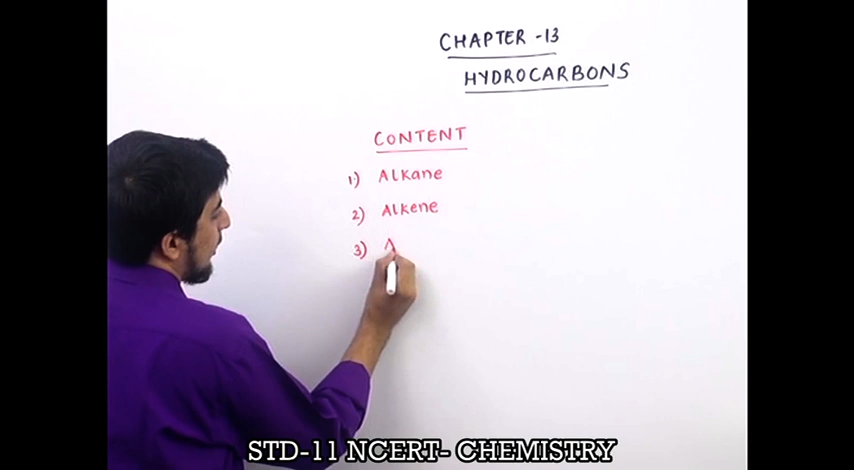 CHAPTER -13
HYDROCARBONS
CONTENT
1) Alkane
2) Alkene
3) A
STD-11 NCERT- CHEMISTRY